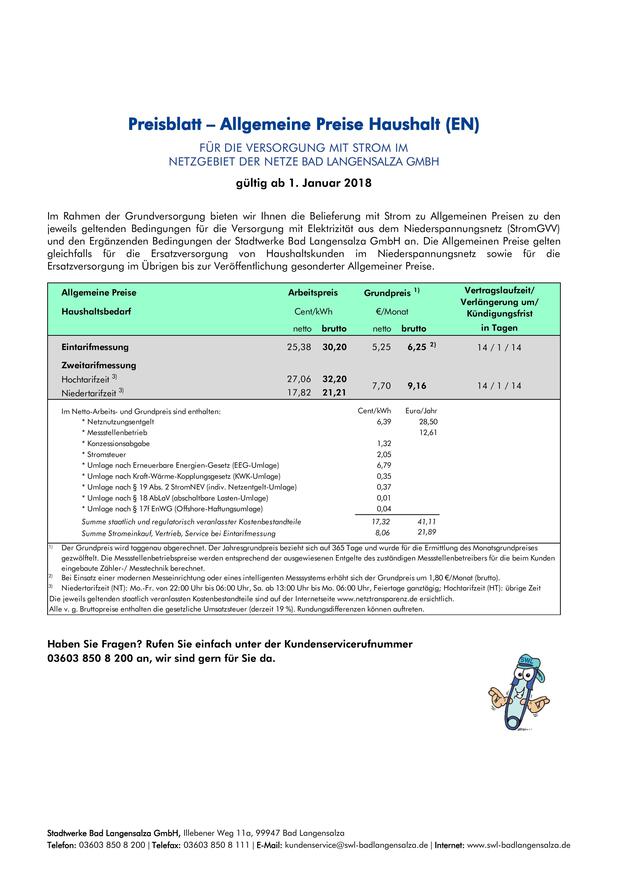 Preisblatt – Allgemeine Preise Haushalt (EN)
FÜR DIE VERSORGUNG MIT STROM IM
NETZGEBIET DER NETZE BAD LANGENSALZA GMBH
gültig ab 1. Januar 2018
Im Rahmen der Grundversorgung bieten wir Ihnen die Belieferung mit Strom zu Allgemeinen Preisen zu den
jeweils geltenden Bedingungen für die Versorgung mit Elektrizität aus dem Niederspannungsnetz (StromGVV)
und den Ergänzenden Bedingungen der Stadtwerke Bad Langensalza GmbH an. Die Allgemeinen Preise gelten
gleichfalls für die Ersatzversorgung von Haushaltskunden im Niederspannungsnetz sowie für die
Ersatzversorgung im Übrigen bis zur Veröffentlichung gesonderter Allgemeiner Preise.
Allgemeine Preise Arbeitspreis Grundpreis 1) Vertragslaufzeit/
Verlängerung um/
Haushaltsbedarf Cent/kWh €/Monat Kündigungsfrist
netto brutto netto brutto in Tagen
Eintarifmessung 25,38 30,20 5,25 6,25 2) 14 / 1 / 14
Zweitarifmessung
Hochtarifzeit 3) 27,06 32,20 7,70 9,16 14 / 1 / 14
Niedertarifzeit 3) 17,82 21,21
Im Netto-Arbeits- und Grundpreis sind enthalten: Cent/kWh Euro/Jahr
* Netznutzungsentgelt 6,39 28,50
* Messstellenbetrieb 12,61
* Konzessionsabgabe 1,32
* Stromsteuer 2,05
* Umlage nach Erneuerbare Energien-Gesetz (EEG-Umlage) 6,79
* Umlage nach Kraft-Wärme-Kopplungsgesetz (KWK-Umlage) 0,35
* Umlage nach § 19 Abs. 2 StromNEV (indiv. Netzentgelt-Umlage) 0,37
* Umlage nach § 18 AbLaV (abschaltbare Lasten-Umlage) 0,01
* Umlage nach § 17f EnWG (Offshore-Haftungsumlage) 0,04
Summe staatlich und regulatorisch veranlasster Kostenbestandteile 17,32 41,11
Summe Stromeinkauf, Vertrieb, Service bei Eintarifmessung 8,06 21,89
1) Der Grundpreis wird taggenau abgerechnet. Der Jahresgrundpreis bezieht sich auf 365 Tage und wurde für die Ermittlung des Monatsgrundpreises
gezwölftelt. Die Messstellenbetriebspreise werden entsprechend der ausgewiesenen Entgelte des zuständigen Messstellenbetreibers für die beim Kunden
eingebaute Zähler-/ Messtechnik berechnet.
2) Bei Einsatz einer modernen Messeinrichtung oder eines intelligenten Messsystems erhöht sich der Grundpreis um 1,80 €/Monat (brutto).
3) Niedertarifzeit (NT): Mo.-Fr. von 22:00 Uhr bis 06:00 Uhr, Sa. ab 13:00 Uhr bis Mo. 06:00 Uhr, Feiertage ganztägig; Hochtarifzeit (HT): übrige Zeit
Die jeweils geltenden staatlich veranlassten Kostenbestandteile sind auf der Internetseite www.netztransparenz.de ersichtlich.
Alle v. g. Bruttopreise enthalten die gesetzliche Umsatzsteuer (derzeit 19 %). Rundungsdifferenzen können auftreten.
Haben Sie Fragen? Rufen Sie einfach unter der Kundenservicerufnummer
03603 850 8 200 an, wir sind gern für Sie da.
SWL
Stadtwerke Bad Langensalza GmbH, Illebener Weg 11a, 99947 Bad Langensalza
Telefon: 03603 850 8 200 | Telefax: 03603 850 8 111 | E-Mail: kundenservice@swl-badlangensalza.de | Internet: www.swl-badlangensalza.de